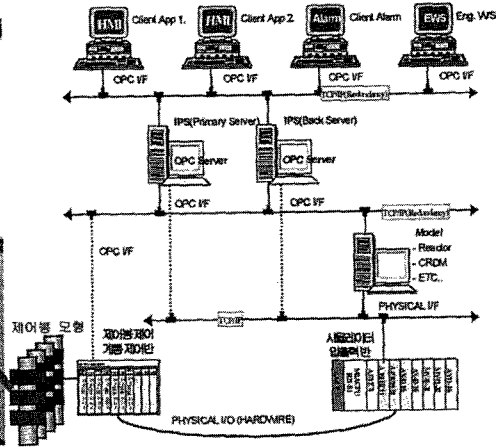 HMI
Client App 1.
HMI
Client App 2.
Alarm
Client Alarm
EWS
Eng. W/S
OPC I/F
OPC I/F
OPC I/F
OPC I/F
TCP/IP(Redundancy)
IPS(Primary Server)
IPS(Back Server)
OPC Server
OPC Server
OPC I/F
OPC I/F
TCP/IP(Redundancy)
OPC I/F
Model
- Reactor
- CRDM
- ETC..
PHYSICAL I/F
TCP/IP
제어봉 모형
제어봉제어
계통 제어반
시뮬레이터
입출력반
PHYSICAL I/O (HARDWIRE)